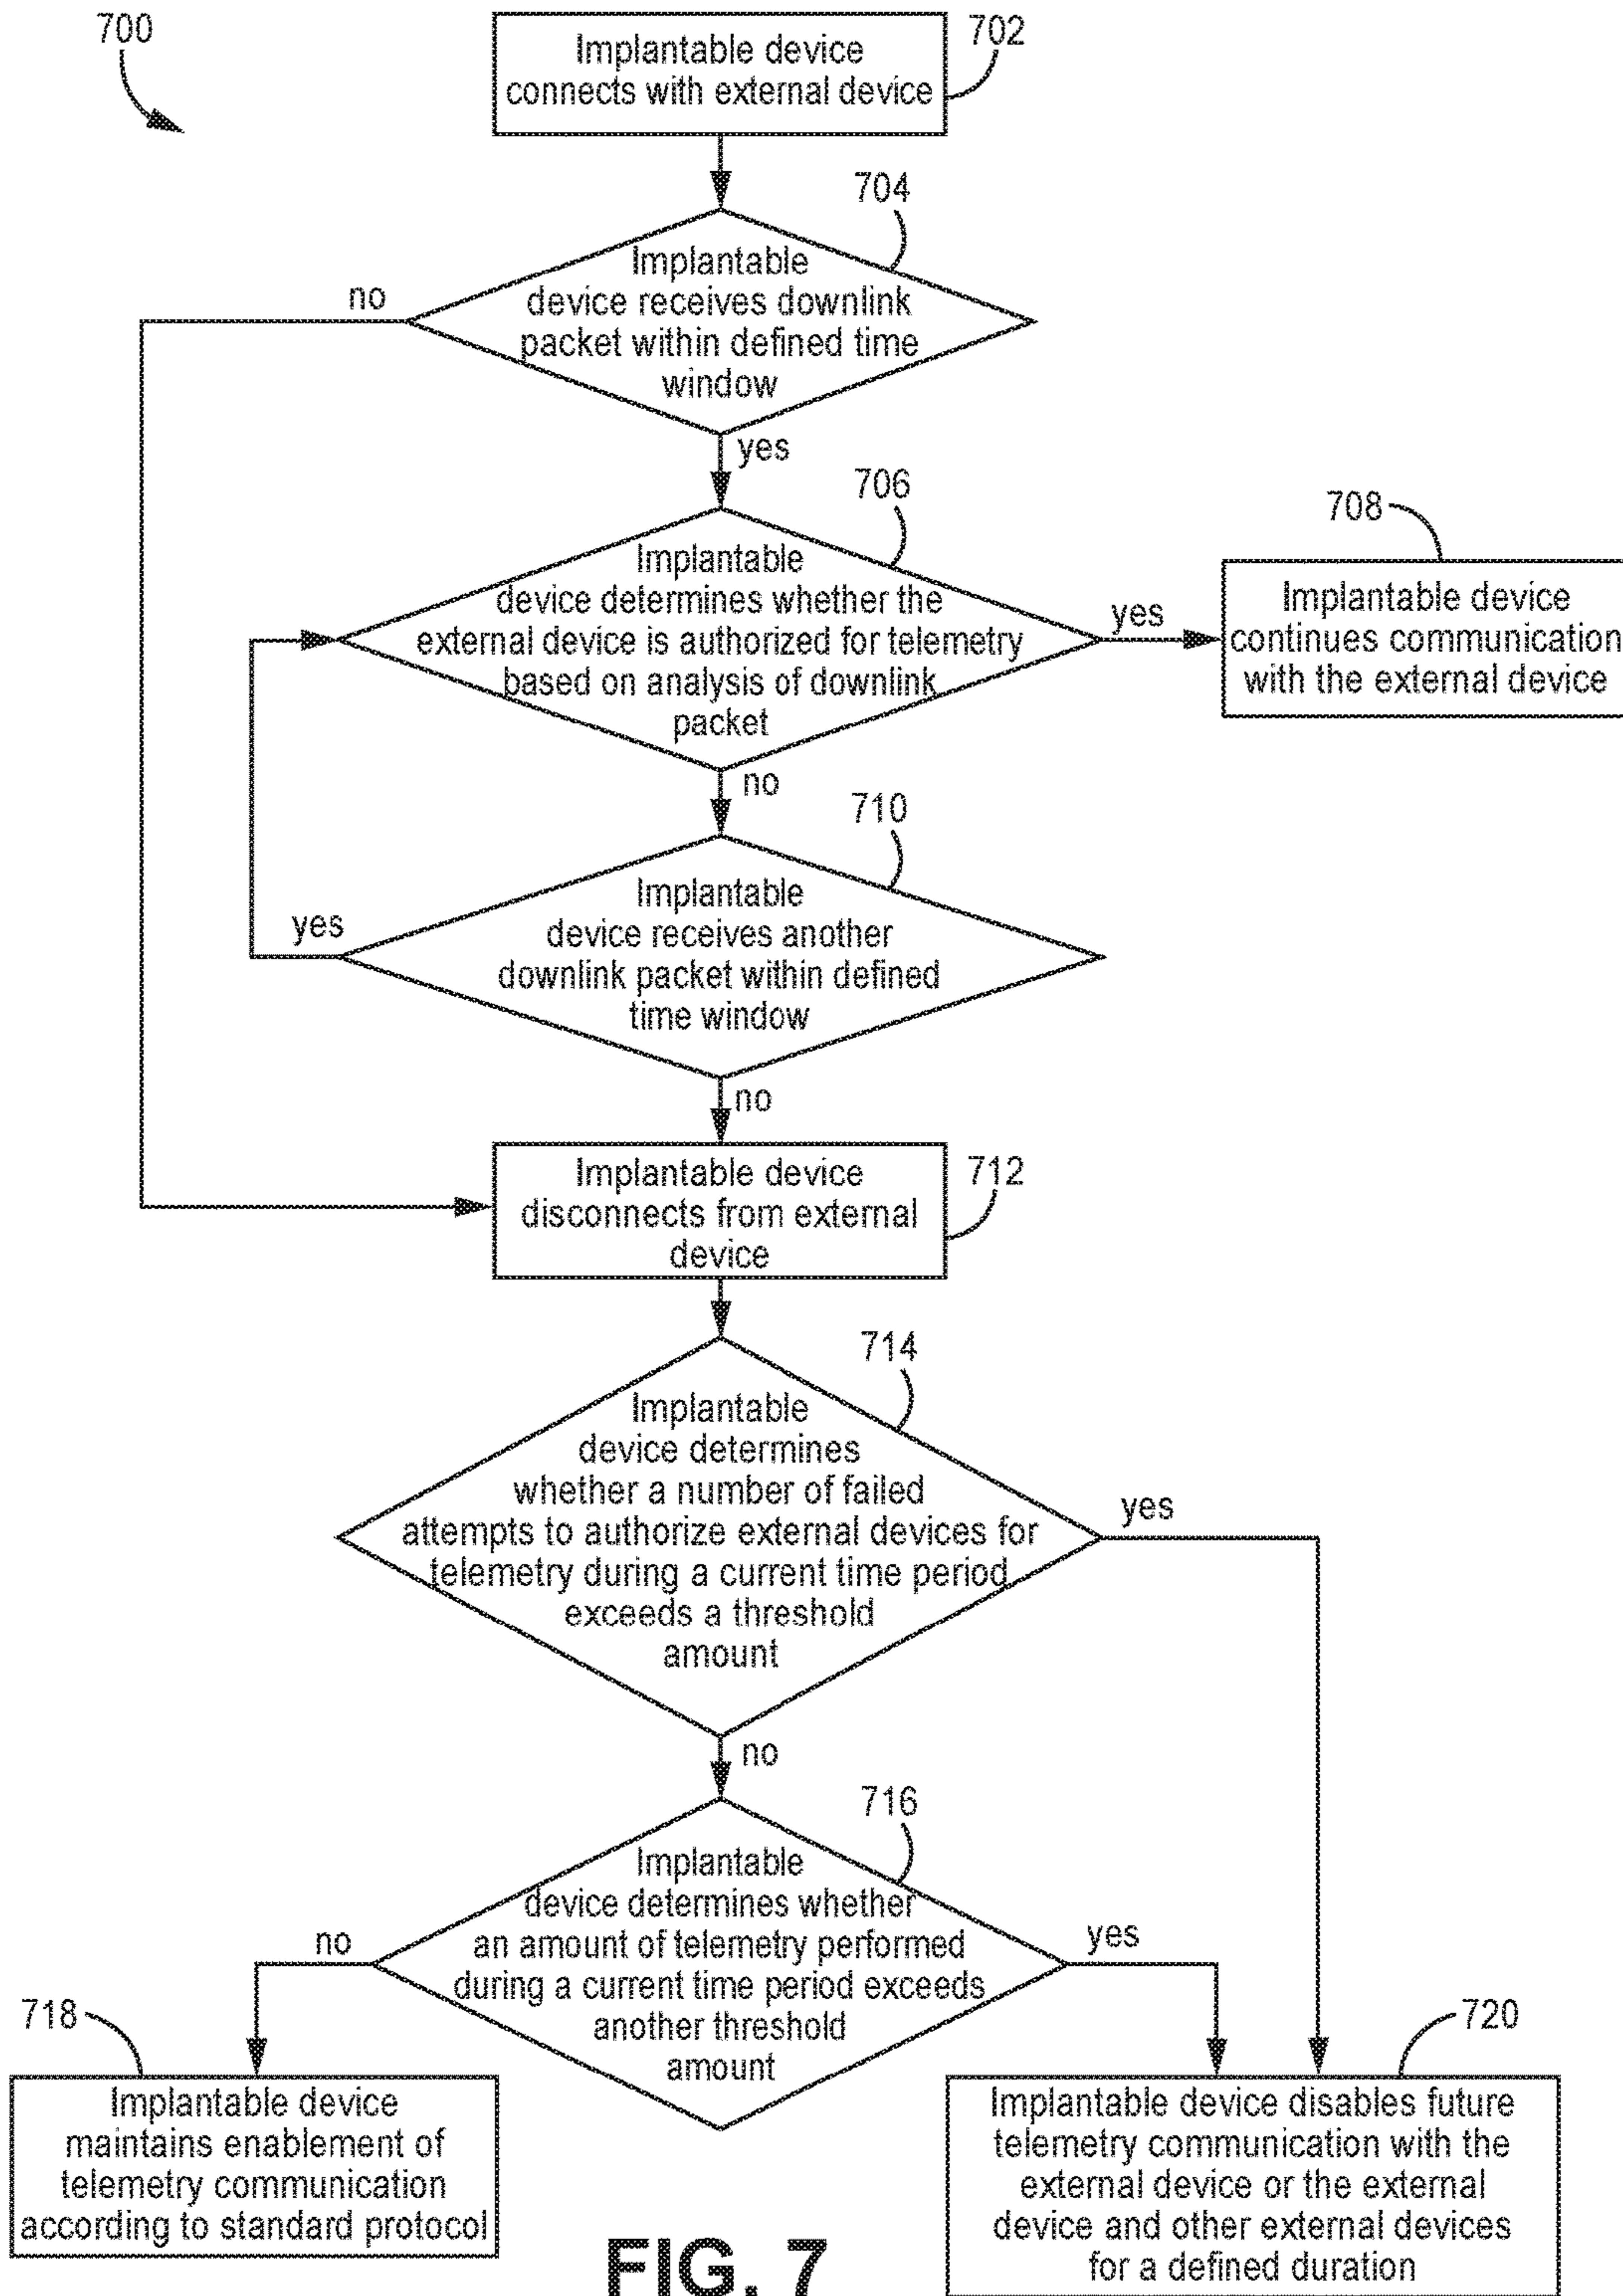 700
Implantable device
connects with external device
702
704
Implantable
device receives downlink
packet within defined time
window
no
yes
706
Implantable
device determines whether the
external device is authorized for telemetry
based on analysis of downlink
packet
yes
708
Implantable device
continues communication
with the external device
no
710
Implantable
device receives another
downlink packet within defined
time window
yes
no
Implantable device
disconnects from external
device
712
714
Implantable
device determines
whether a number of failed
attempts to authorize external devices for
telemetry during a current time period
exceeds a threshold
amount
yes
no
716
Implantable
device determines whether
an amount of telemetry performed
during a current time period exceeds
another threshold
amount
no
yes
718
Implantable device
maintains enablement of
telemetry communication
according to standard protocol
720
Implantable device disables future
telemetry communication with the
external device or the external
device and other external devices
for a defined duration
FIG. 7